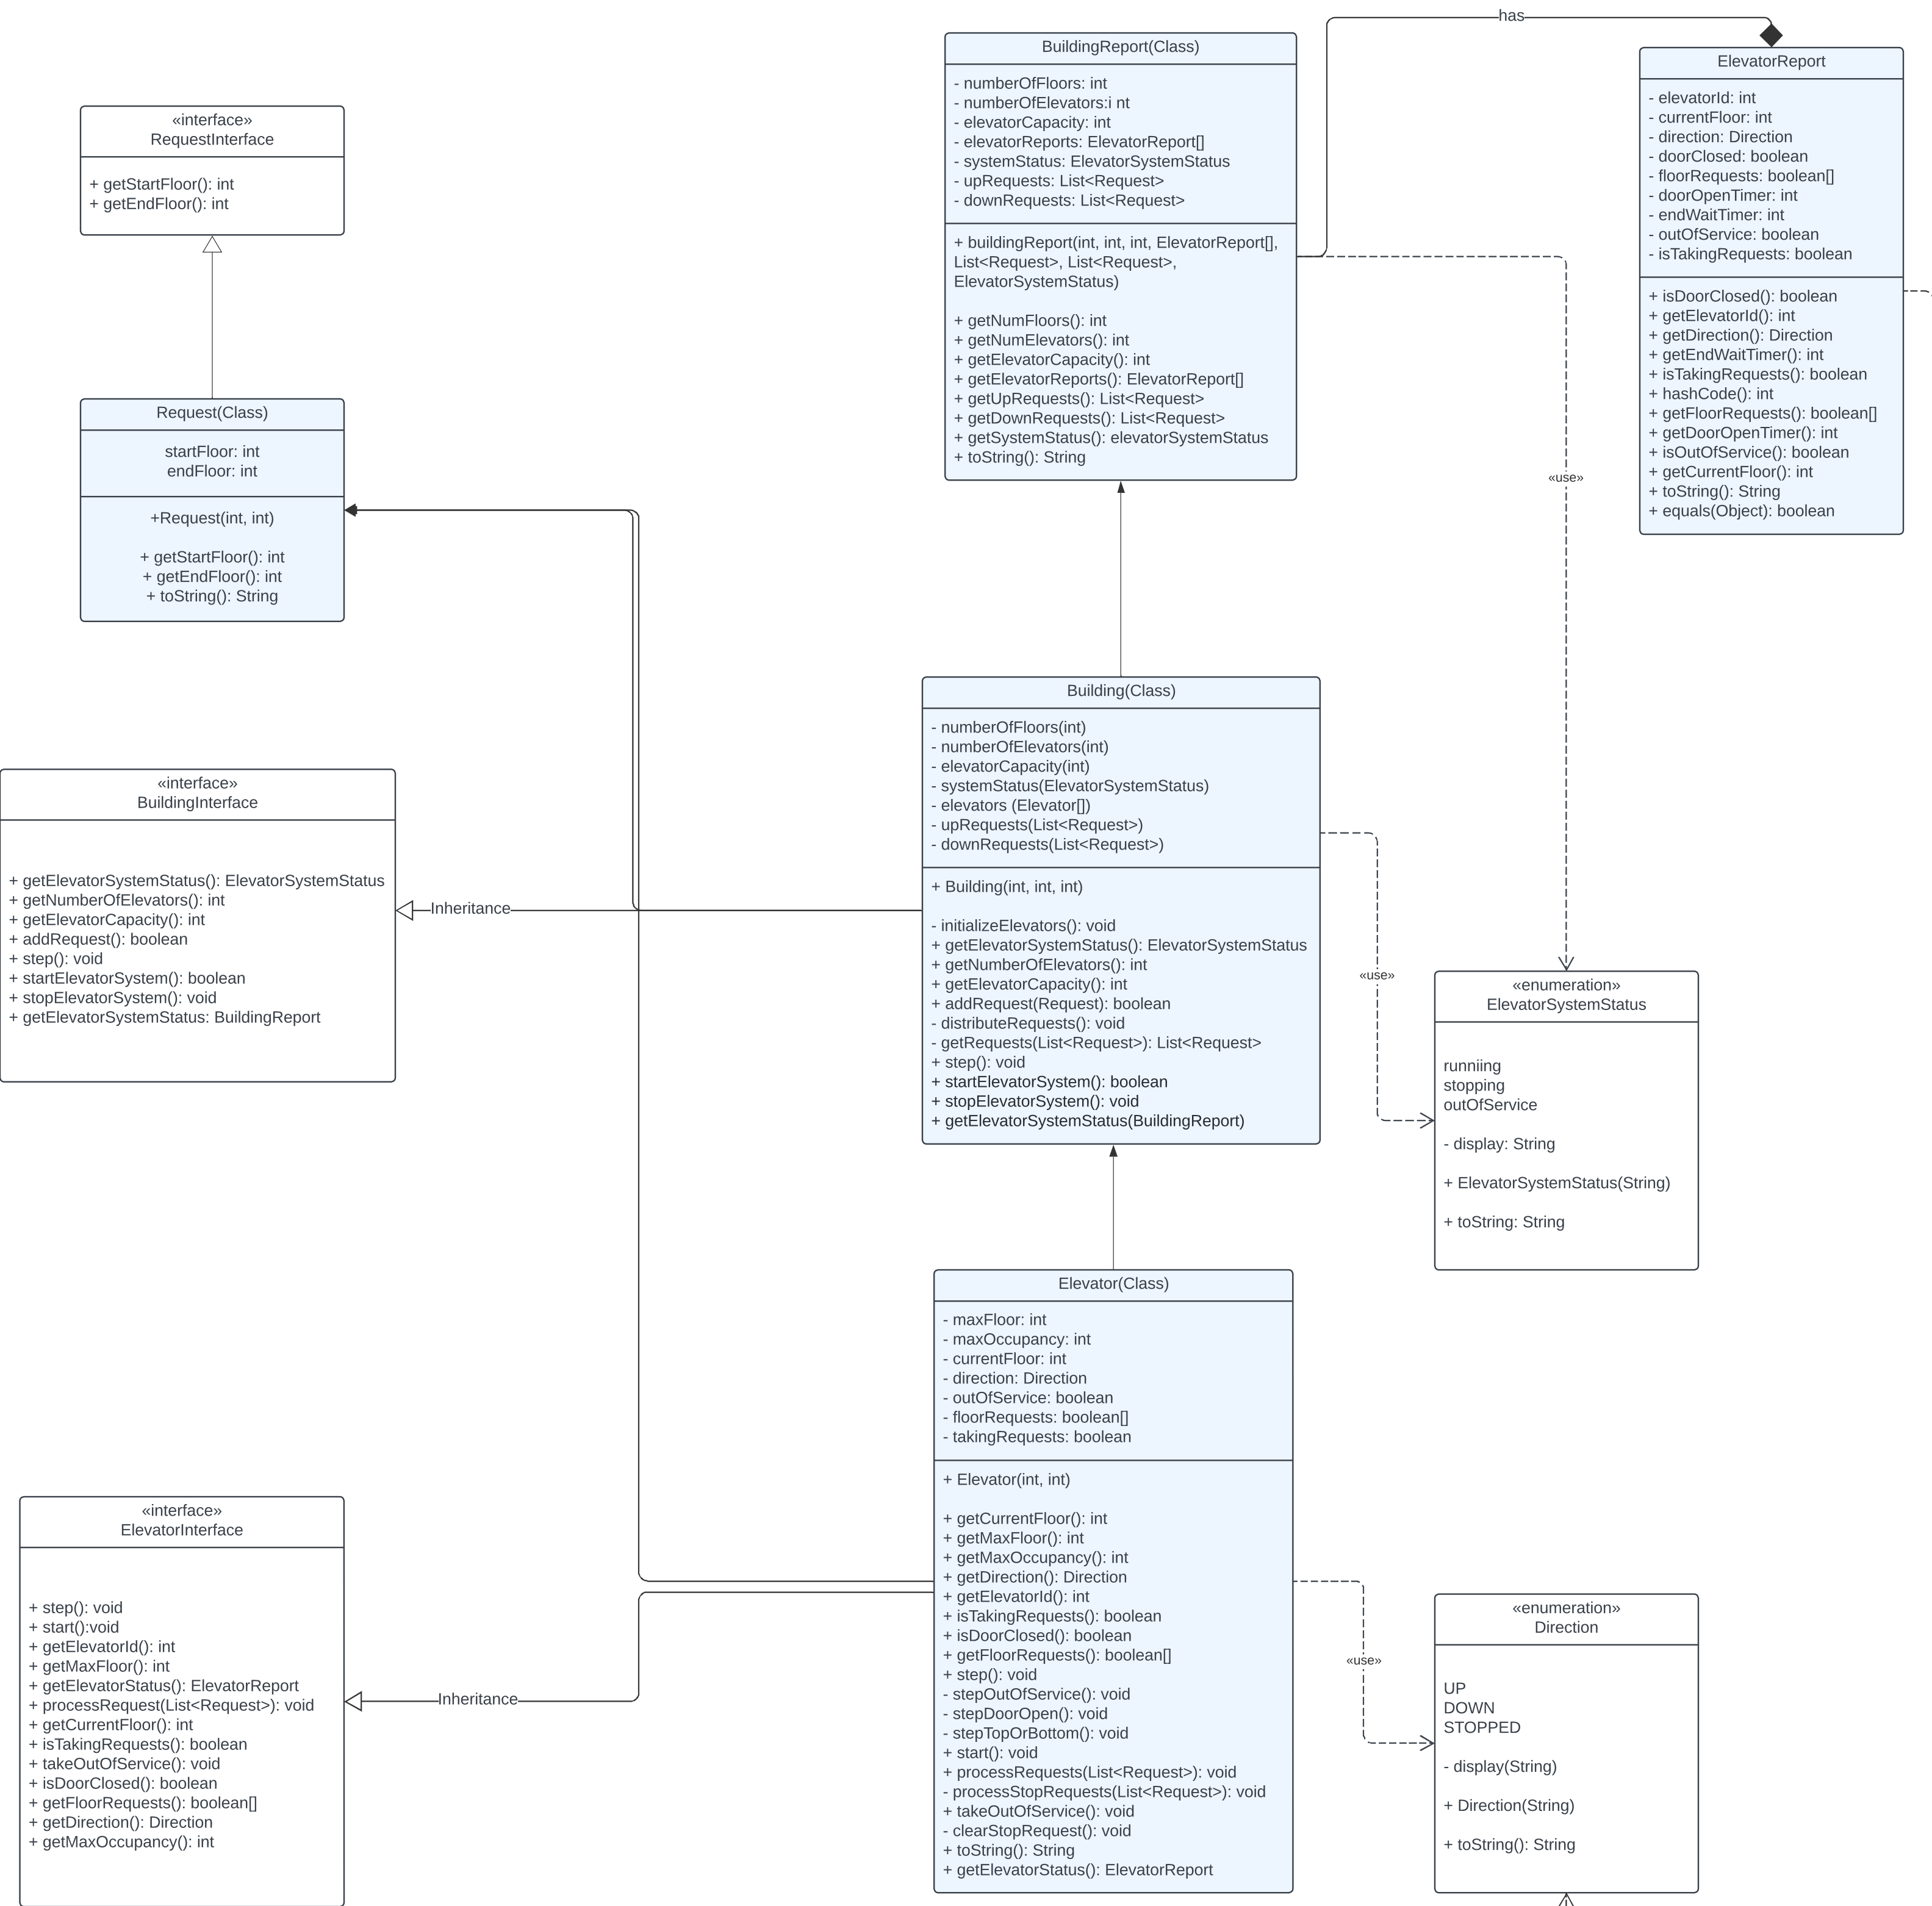 has
BuildingReport(Class)
- numberOfFloors: int
- numberOfElevators:i nt
- elevatorCapacity: int
- elevatorReports: ElevatorReport[]
- systemStatus: ElevatorSystemStatus
- upRequests: List<Request>
- downRequests: List<Request>
+ buildingReport(int, int, int, ElevatorReport[],
List<Request>, List<Request>,
ElevatorSystemStatus)
+ getNumFloors(): int
+ getNumElevators(): int
+ getElevatorCapacity(): int
+ getElevatorReports(): ElevatorReport[]
+ getUpRequests(): List<Request>
+ getDownRequests(): List<Request>
+ getSystemStatus(): elevatorSystemStatus
+ toString(): String
ElevatorReport
- elevatorId: int
- currentFloor: int
- direction: Direction
- doorClosed: boolean
- floorRequests: boolean[]
- doorOpenTimer: int
- endWaitTimer: int
- outOfService: boolean
- isTakingRequests: boolean
+ isDoorClosed(): boolean
+ getElevatorId(): int
+ getDirection(): Direction
+ getEndWaitTimer(): int
+ isTakingRequests(): boolean
+ hashCode(): int
+ getFloorRequests(): boolean[]
+ getDoorOpenTimer(): int
+ isOutOfService(): boolean
+ getCurrentFloor(): int
+ toString(): String
+ equals(Object): boolean
«interface»
RequestInterface
+ getStartFloor(): int
+ getEndFloor(): int
Request(Class)
startFloor: int
endFloor: int
+Request(int, int)
+ getStartFloor(): int
+ getEndFloor(): int
+ toString(): String
«use»
Building(Class)
- numberOfFloors(int)
- numberOfElevators(int)
- elevatorCapacity(int)
- systemStatus(ElevatorSystemStatus)
- elevators (Elevator[])
- upRequests(List<Request>)
- downRequests(List<Request>)
+ Building(int, int, int)
- initializeElevators(): void
+ getElevatorSystemStatus(): ElevatorSystemStatus
+ getNumberOfElevators(): int
+ getElevatorCapacity(): int
+ addRequest(Request): boolean
- distributeRequests(): void
- getRequests(List<Request>): List<Request>
+ step(): void
+ startElevatorSystem(): boolean
+ stopElevatorSystem(): void
+ getElevatorSystemStatus(BuildingReport)
«interface»
BuildingInterface
+ getElevatorSystemStatus(): ElevatorSystemStatus
+ getNumberOfElevators(): int
+ getElevatorCapacity(): int
+ addRequest(): boolean
+ step(): void
+ startElevatorSystem(): boolean
+ stopElevatorSystem(): void
+ getElevatorSystemStatus: BuildingReport
Inheritance
«use»
«enumeration»
ElevatorSystemStatus
runniing
stopping
outOfService
- display: String
+ ElevatorSystemStatus(String)
+ toString: String
Elevator(Class)
- maxFloor: int
- maxOccupancy: int
- currentFloor: int
- direction: Direction
- outOfService: boolean
- floorRequests: boolean[]
- takingRequests: boolean
+ Elevator(int, int)
+ getCurrentFloor(): int
+ getMaxFloor(): int
+ getMaxOccupancy(): int
+ getDirection(): Direction
+ getElevatorId(): int
+ isTakingRequests(): boolean
+ isDoorClosed(): boolean
+ getFloorRequests(): boolean[]
+ step(): void
- stepOutOfService(): void
- stepDoorOpen(): void
- stepTopOrBottom(): void
+ start(): void
+ processRequests(List<Request>): void
- processStopRequests(List<Request>): void
+ takeOutOfService(): void
- clearStopRequest(): void
+ toString(): String
+ getElevatorStatus(): ElevatorReport
«interface»
ElevatorInterface
+ step(): void
+ start():void
+ getElevatorId(): int
+ getMaxFloor(): int
+ getElevatorStatus(): ElevatorReport
+ processRequest(List<Request>): void
+ getCurrentFloor(): int
+ isTakingRequests(): boolean
+ takeOutOfService(): void
+ isDoorClosed(): boolean
+ getFloorRequests(): boolean[]
+ getDirection(): Direction
+ getMaxOccupancy(): int
Inheritance
«use»
«enumeration»
Direction
UP
DOWN
STOPPED
- display(String)
+ Direction(String)
+ toString(): String